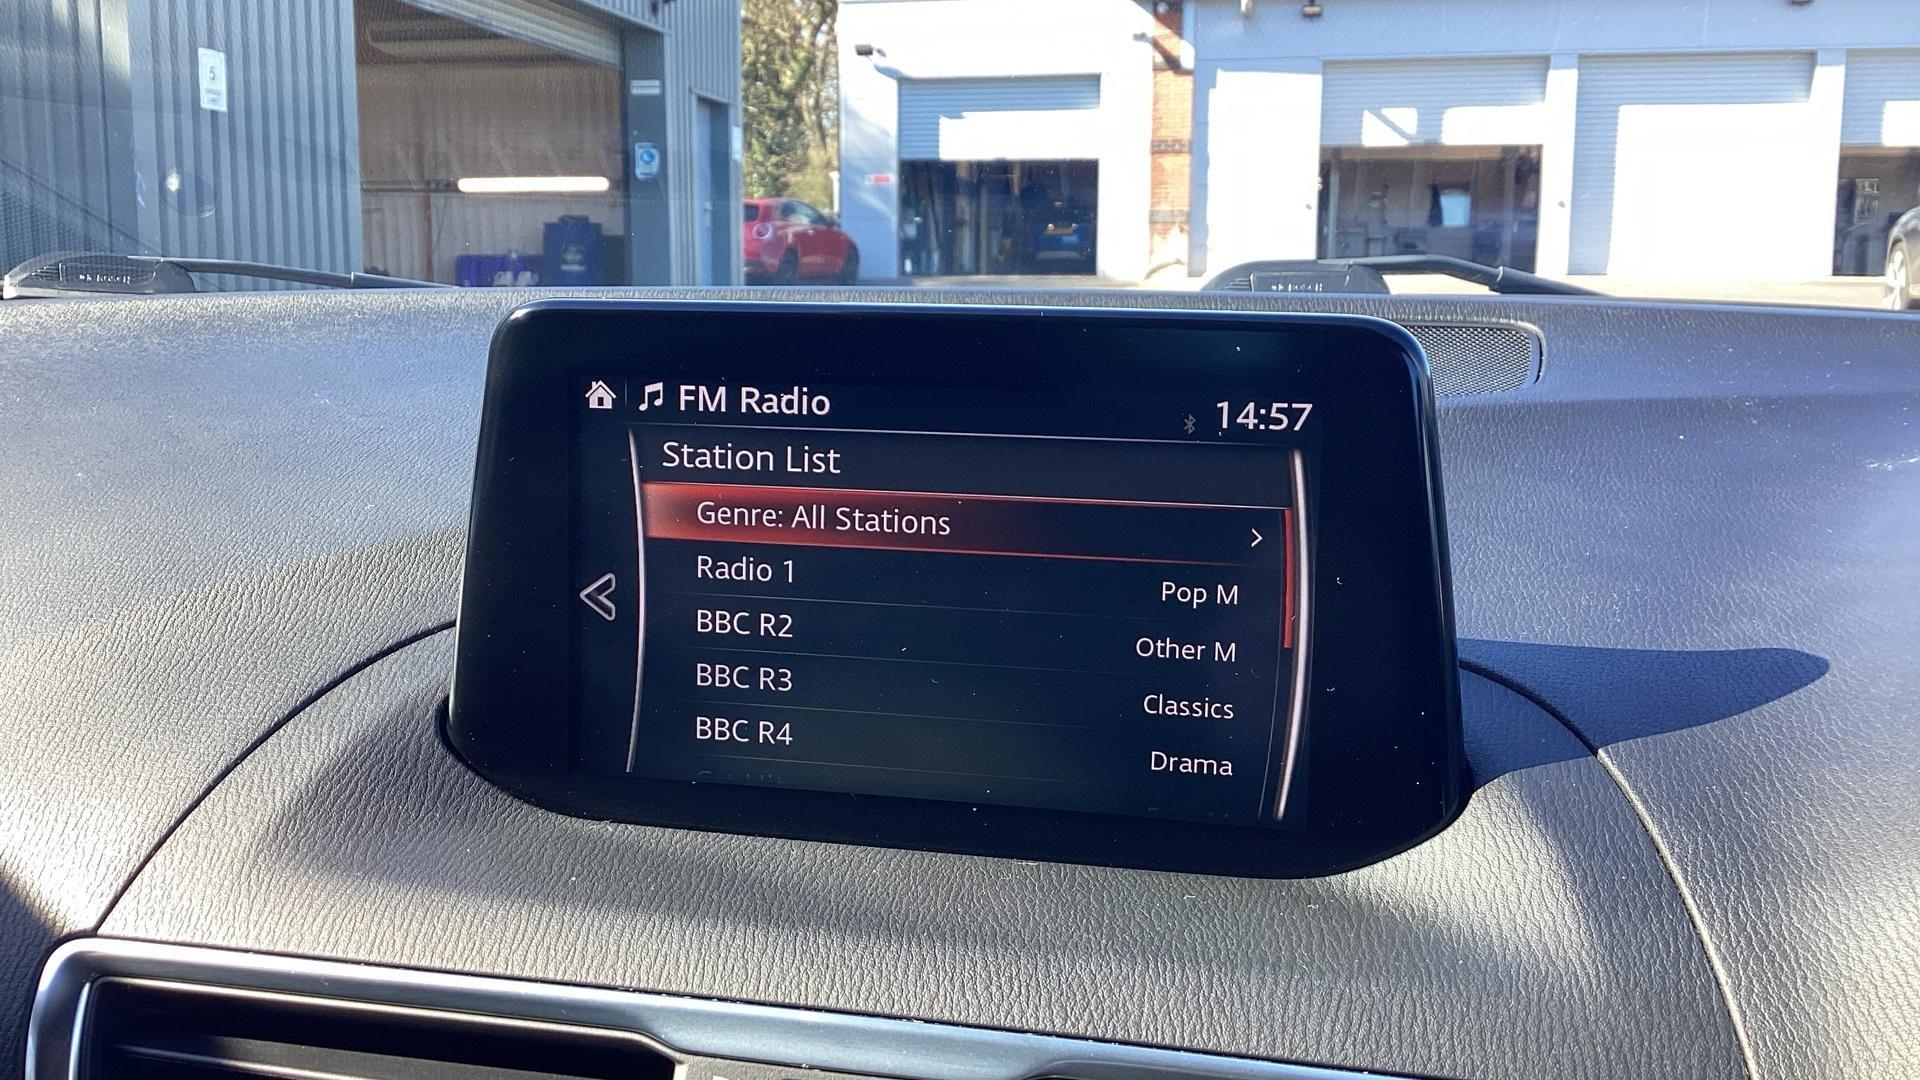 5
FM Radio
14:57
Station List
Genre: All Stations
Radio 1
Pop M
BBC R2
Other M
BBC R3
Classics
BBC R4
Drama